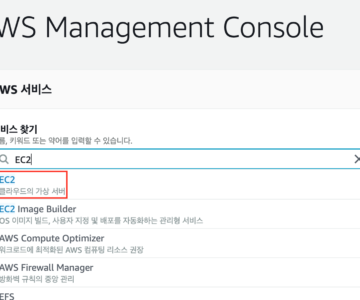 WS Management Console
WS 서비스
비스 찾기
름, 키워드 또는 약어를 입력할 수 있습니다.
EC2
EC2
클라우드의 가상 서버
EC2 Image Builder
OS 이미지 빌드, 사용자 지정 및 배포를 자동화하는 관리형 서비스
AWS Compute Optimizer
워크로드에 최적화된 AWS 컴퓨팅 리소스 권장
AWS Firewall Manager
방화벽 규칙의 중앙 관리
EFS